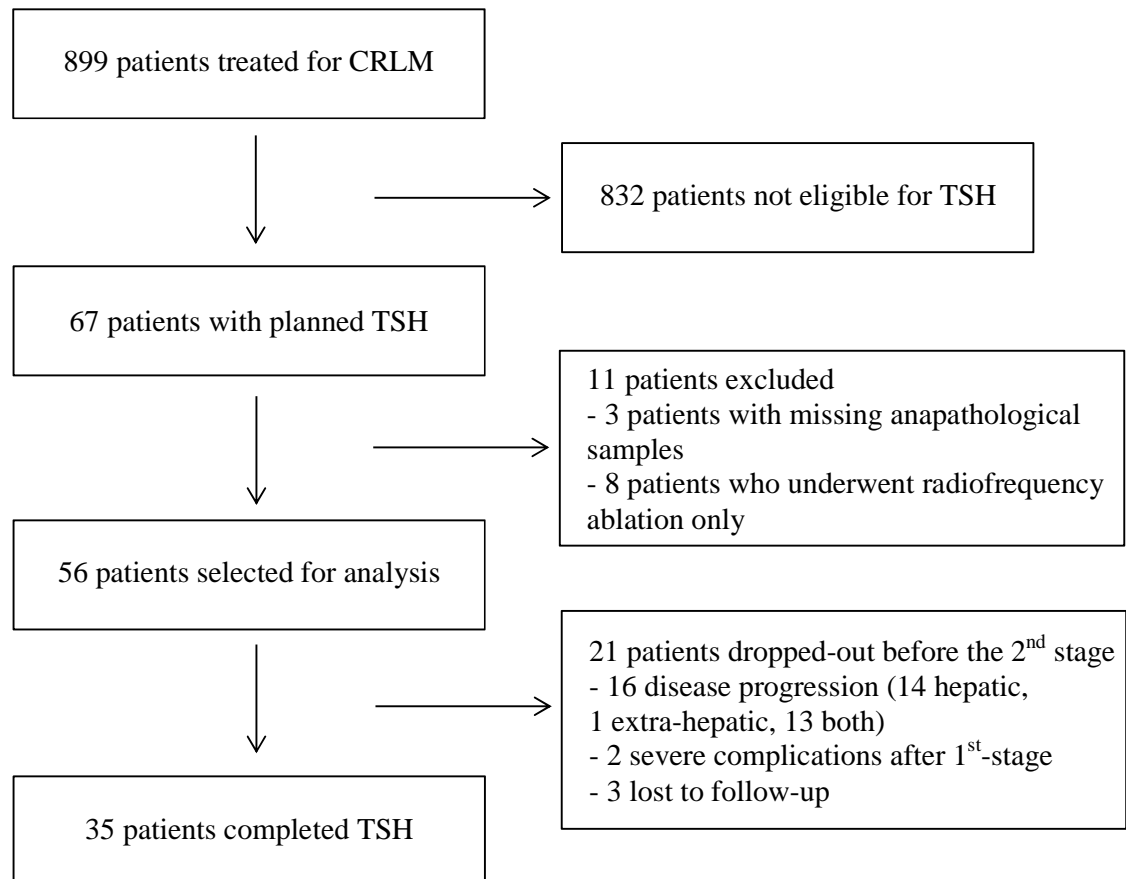 899 patients treated for CRLM
832 patients not eligible for TSH
67 patients with planned TSH
11 patients excluded
- 3 patients with missing anapathological
samples
- 8 patients who underwent radiofrequency
ablation only
56 patients selected for analysis
21 patients dropped-out before the 2nd stage
- 16 disease progression (14 hepatic,
1 extra-hepatic, 13 both)
- 2 severe complications after 1st-stage
- 3 lost to follow-up
35 patients completed TSH